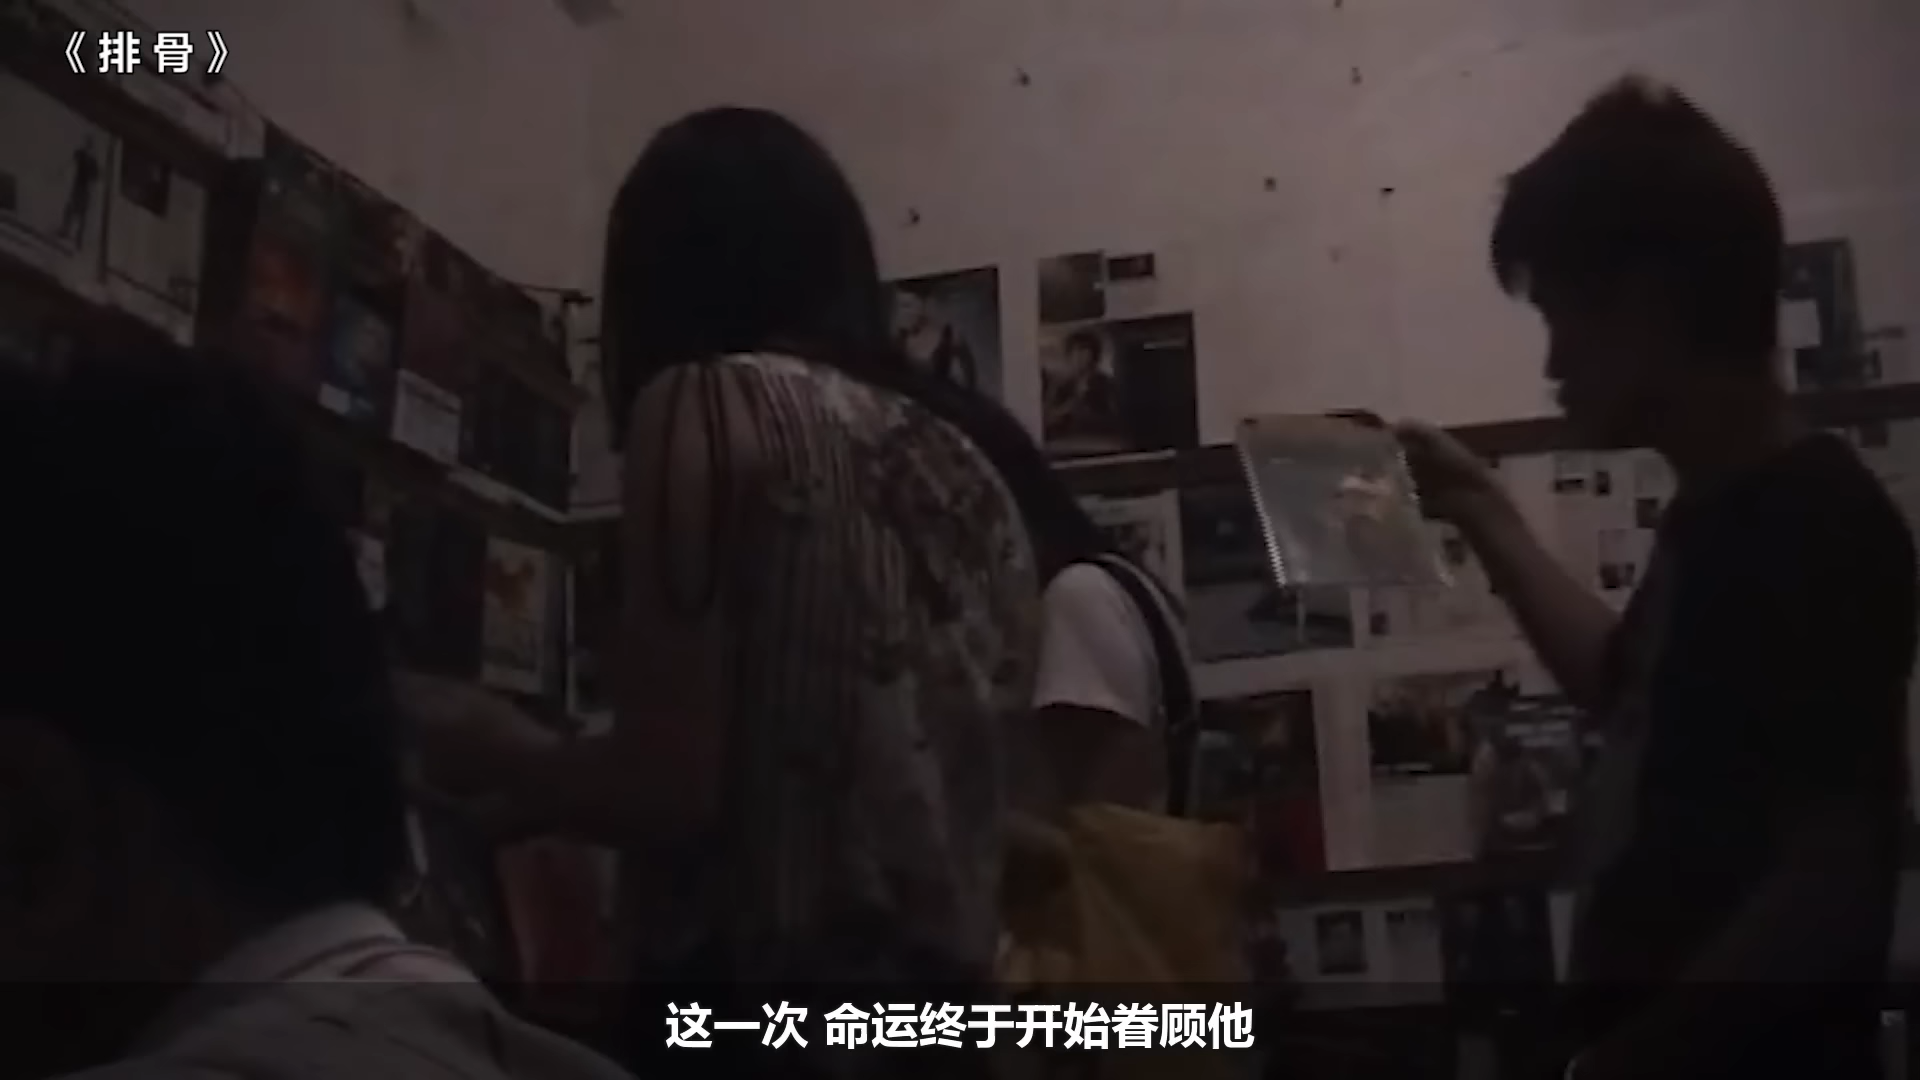 《排骨》
这一次 命运终于开始眷顾他